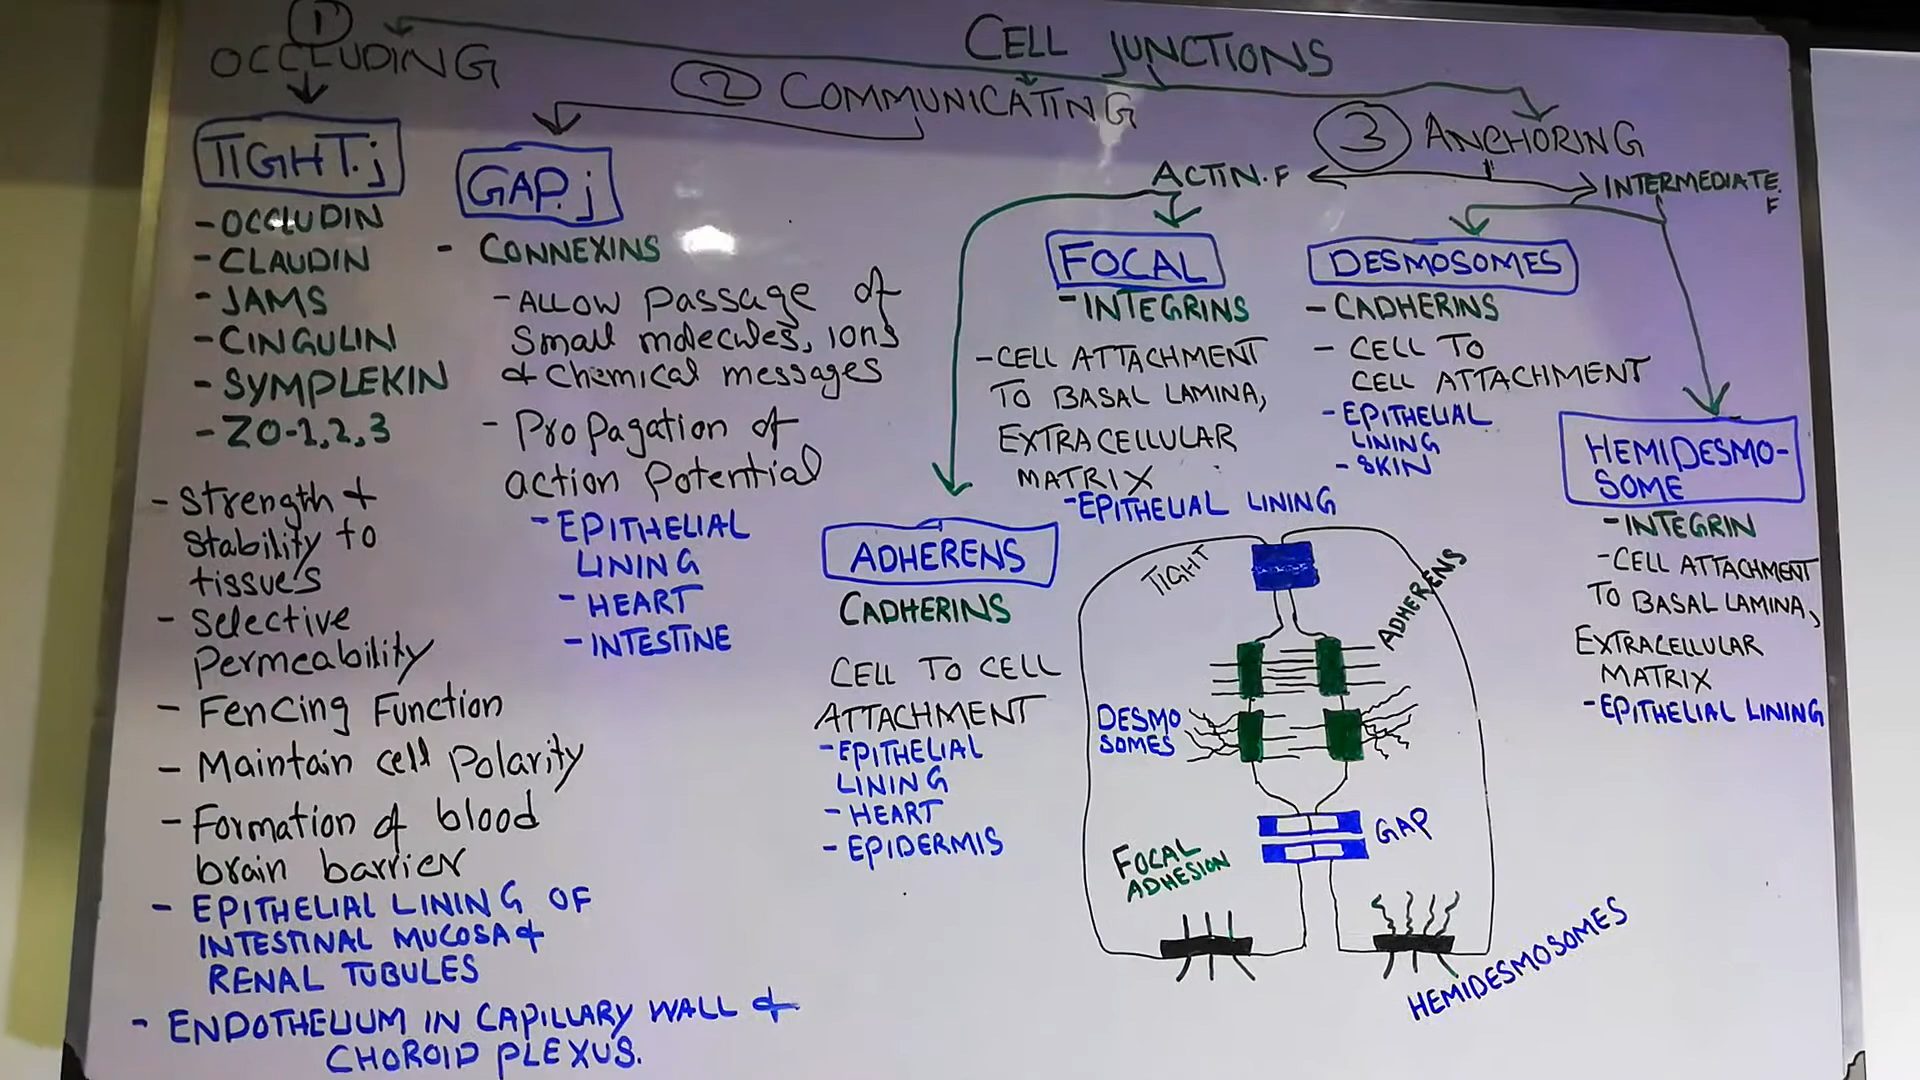 CELL JUNCTIONS
1
OCCLUDING
TIGHT.j
- OCCLUDIN
- CLAUDIN
- JAMS
- CINGULIN
- SYMPLEKIN
- ZO-1,2,3
- Strength +
stability to
tissues
- Selective
Permeability
- Fencing Function
- Maintain cell Polarity
- Formation of blood
brain barrier
- EPITHELIAL LINING OF
INTESTINAL MUCOSA &
RENAL TUBULES
- ENDOTHELIUM IN CAPILLARY WALL &
CHOROID PLEXUS.
2 COMMUNICATING
GAP.j
- CONNEXINS
- ALLOW Passage of
Small molecules, ions
& Chemical messages
- Propagation of
action Potential
- EPITHELIAL
LINING
- HEART
- INTESTINE
3 ANCHORING
ACTIN.F
INTERMEDIATE.
F
ADHERENS
CADHERINS
CELL TO CELL
ATTACHMENT
- EPITHELIAL
LINING
- HEART
- EPIDERMIS
FOCAL
- INTEGRINS
- CELL ATTACHMENT
TO BASAL LAMINA,
EXTRACELLULAR
MATRIX
- EPITHELIAL LINING
DESMOSOMES
- CADHERINS
- CELL TO
CELL ATTACHMENT
- EPITHELIAL
LINING
- SKIN
HEMIDESMO-
SOME
- INTEGRIN
- CELL ATTACHMENT
TO BASAL LAMINA,
EXTRACELLULAR
MATRIX
- EPITHELIAL LINING
TIGHT
ADHERENS
DESMO
SOMES
GAP
FOCAL
ADHESION
HEMIDESMOSOMES